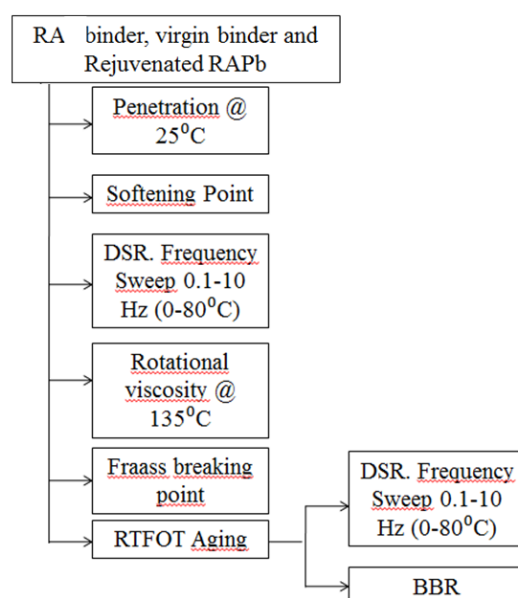 RA binder, virgin binder and
Rejuvenated RAPb
Penetration @
25⁰C
Softening Point
DSR. Frequency
Sweep 0.1-10
Hz (0-80⁰C)
Rotational
viscosity @
135⁰C
Fraass breaking
point
RTFOT Aging
DSR. Frequency
Sweep 0.1-10
Hz (0-80⁰C)
BBR